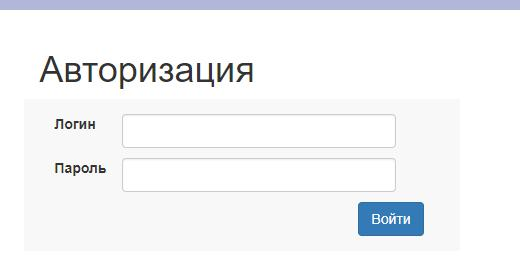 Авторизация
Логин
Пароль
Войти